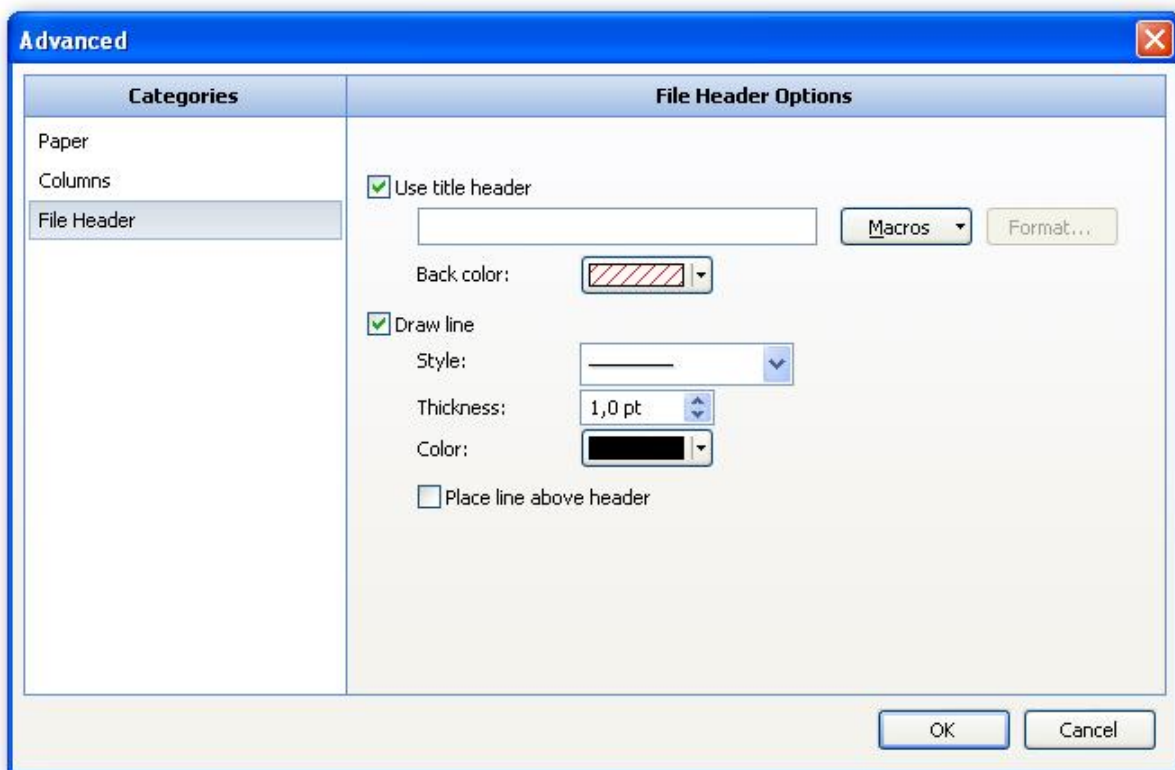 Advanced
Categories
File Header Options
Paper
Columns
File Header
Use title header
Macros
Format...
Back color:
Draw line
Style:
Thickness: 1,0 pt
Color:
Place line above header
OK
Cancel